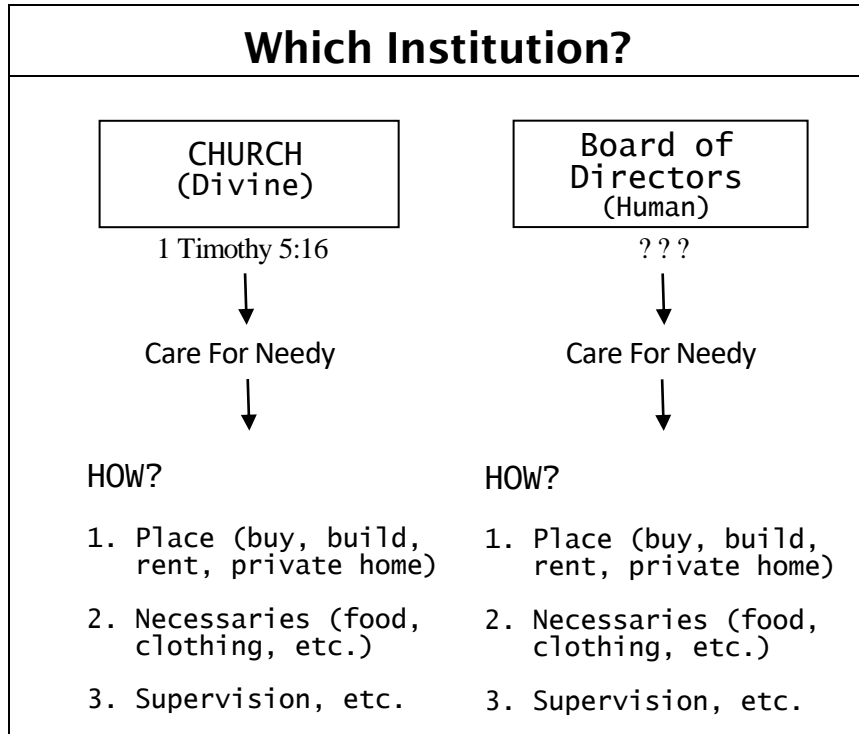 Which Institution?
CHURCH
(Divine)
1 Timothy 5:16
Care For Needy
HOW?
1. Place (buy, build,
rent, private home)
2. Necessaries (food,
clothing, etc.)
3. Supervision, etc.
Board of
Directors
(Human)
? ? ?
Care For Needy
HOW?
1. Place (buy, build,
rent, private home)
2. Necessaries (food,
clothing, etc.)
3. Supervision, etc.